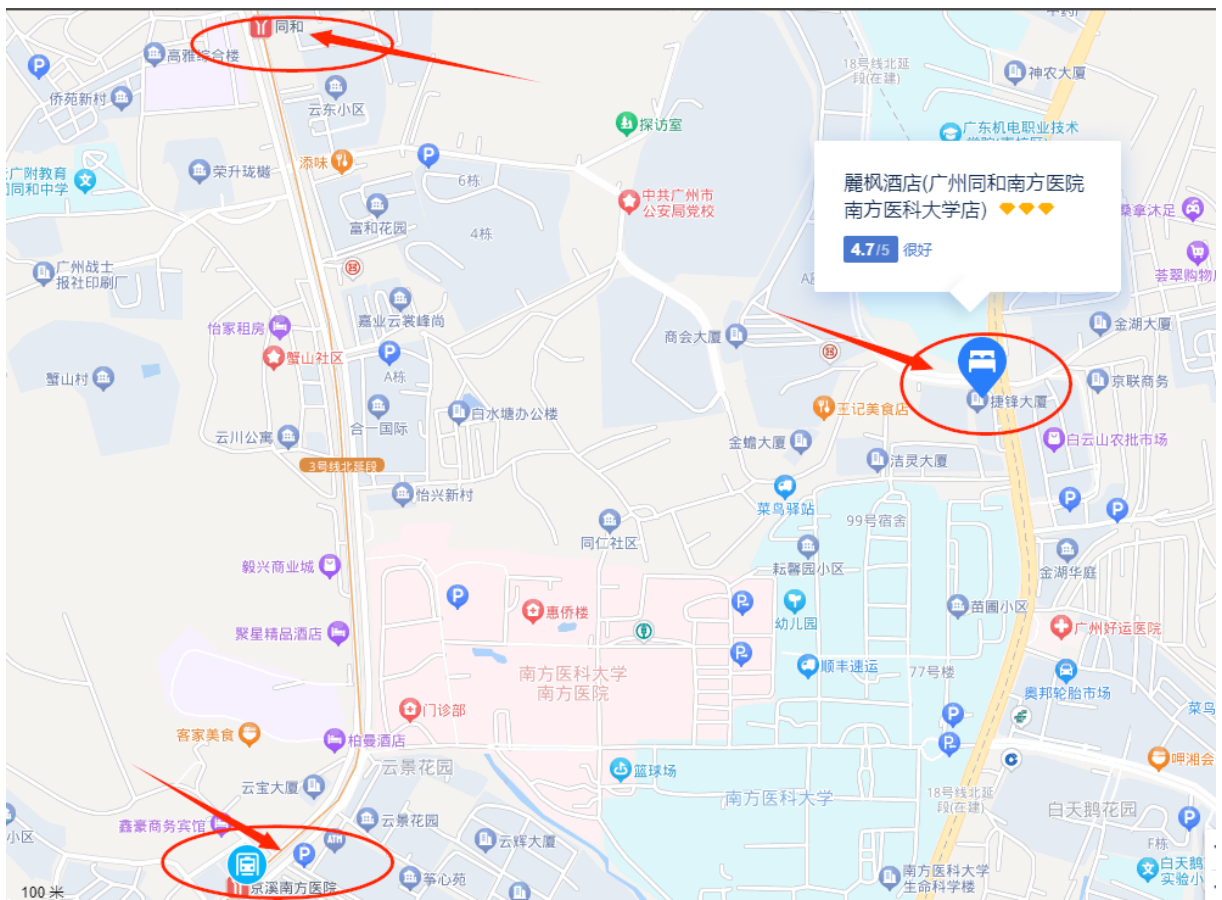 同和
高雅综合楼
18号线北延
段(在建)
神农大厦
侨苑新村
云东小区
探访室
广东机电职业技术
添味
荣升珑樾
广附教育
同和中学
6栋
中共广州市
公安局党校
麗枫酒店(广州同和南方医院
南方医科大学店)
4.7/5 很好
桑拿沐足
富和花园
4栋
广州战士
报社印刷厂
荟翠购物
嘉业云裳峰尚
怡家租房
商会大厦
金湖大厦
蟹山社区
蟹山村
A栋
京联商务
捷锋大厦
王记美食店
白水塘办公楼
合一国际
云川公寓
金蟾大厦
白云山农批市场
洁灵大厦
3号线北延段
怡兴新村
菜鸟驿站
99号宿舍
同仁社区
毅兴商业城
耘馨园小区
金湖华庭
惠侨楼
苗圃小区
幼儿园
聚星精品酒店
广州好运医院
南方医科大学
南方医院
顺丰速运
77号楼
奥邦轮胎市场
门诊部
菜鸟
客家美食
柏曼酒店
云景花园
篮球场
呷湘会
云宝大厦
南方医科大学
18号线北延
段(在建)
白天鹅花园
鑫豪商务宾馆
云景花园
小区
ATM
云辉大厦
F栋
京溪南方医院
筝心苑
南方医科大学
生命科学楼
白天鹅
实验小
100 米